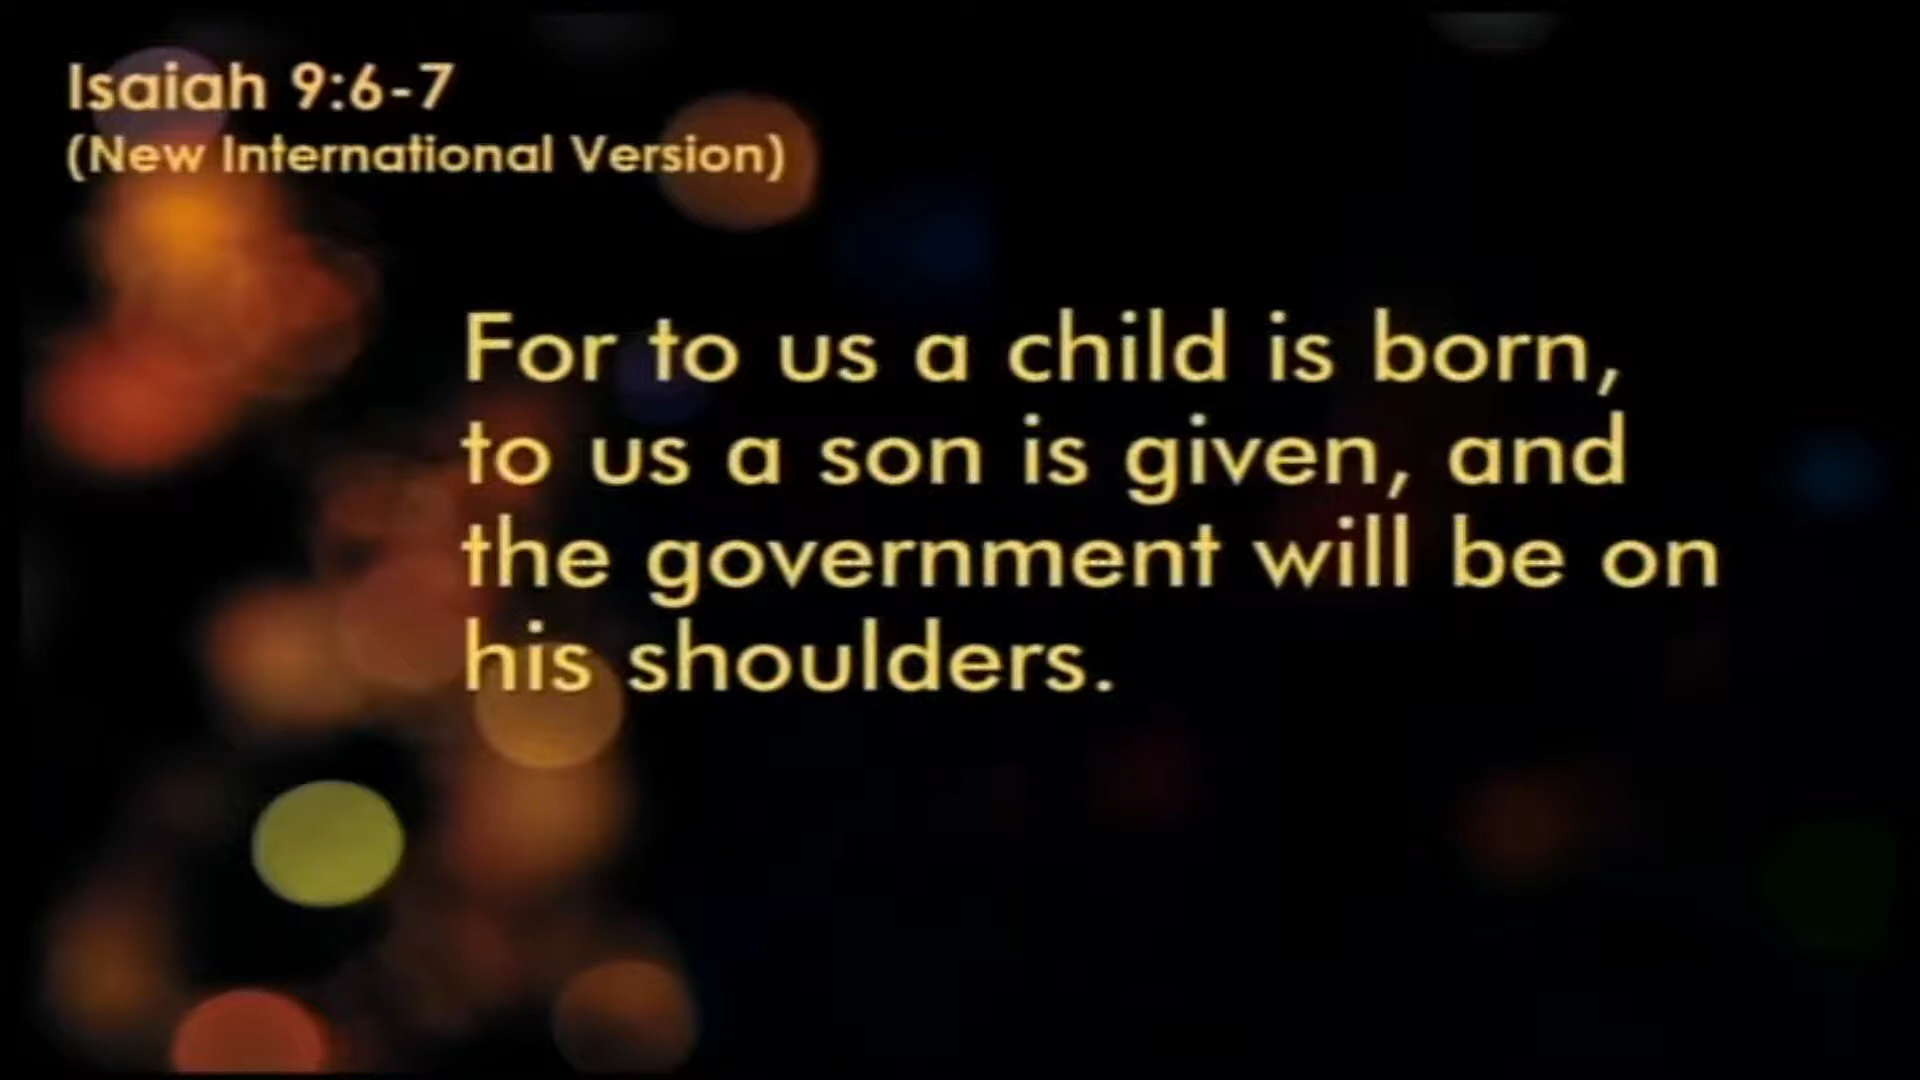 Isaiah 9:6-7
(New International Version)
For to us a child is born,
to us a son is given, and
the government will be on
his shoulders.